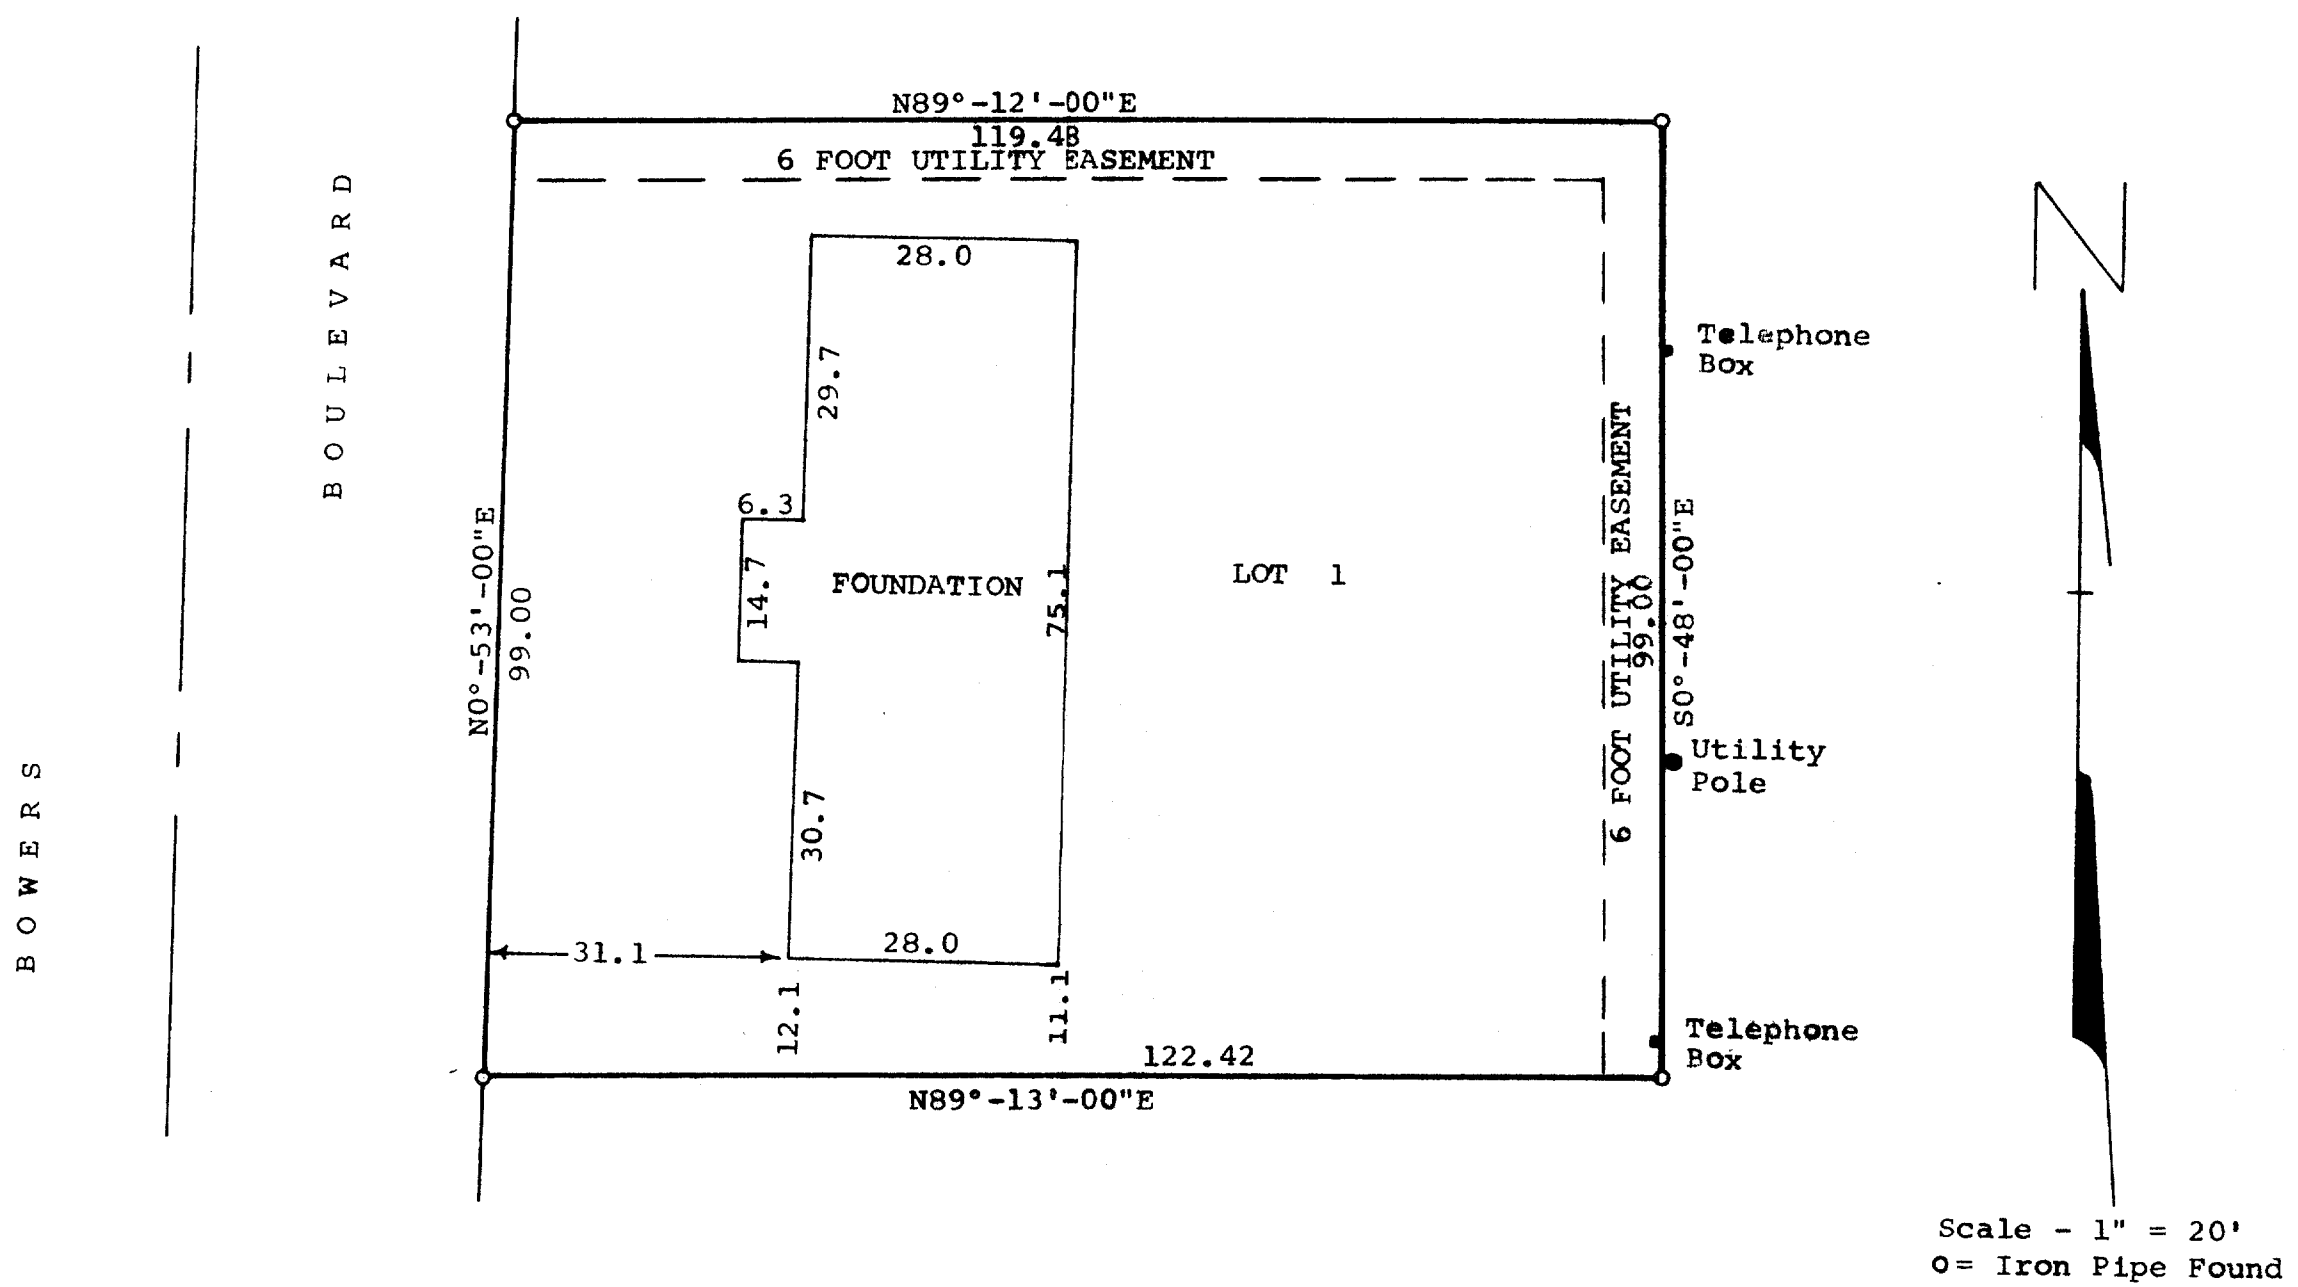 N89°-12'-00"E
119.48
6 FOOT UTILITY EASEMENT
BOWERS BOULEVARD
28.0
29.7
6.3
14.7
FOUNDATION
75.1
LOT 1
N0°-53'-00"E
99.00
6 FOOT UTILITY EASEMENT
99.00
S0°-48'-00"E
Telephone
Box
Utility
Pole
30.7
31.1
28.0
12.1
11.1
122.42
N89°-13'-00"E
Telephone
Box
N
Scale - 1" = 20'
o= Iron Pipe Found